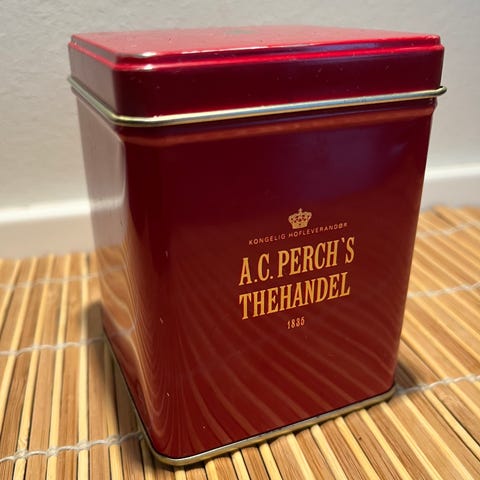 KONGELIG HOFLEVERANDØR
A.C. PERCH`S
THEHANDEL
1835